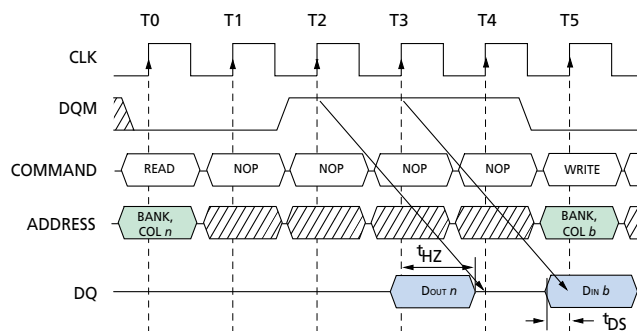 T0 T1 T2 T3 T4 T5
CLK
DQM
COMMAND READ NOP NOP NOP NOP WRITE
ADDRESS BANK, COL n BANK, COL b
tHZ
DQ DOUT n DIN b
tDS